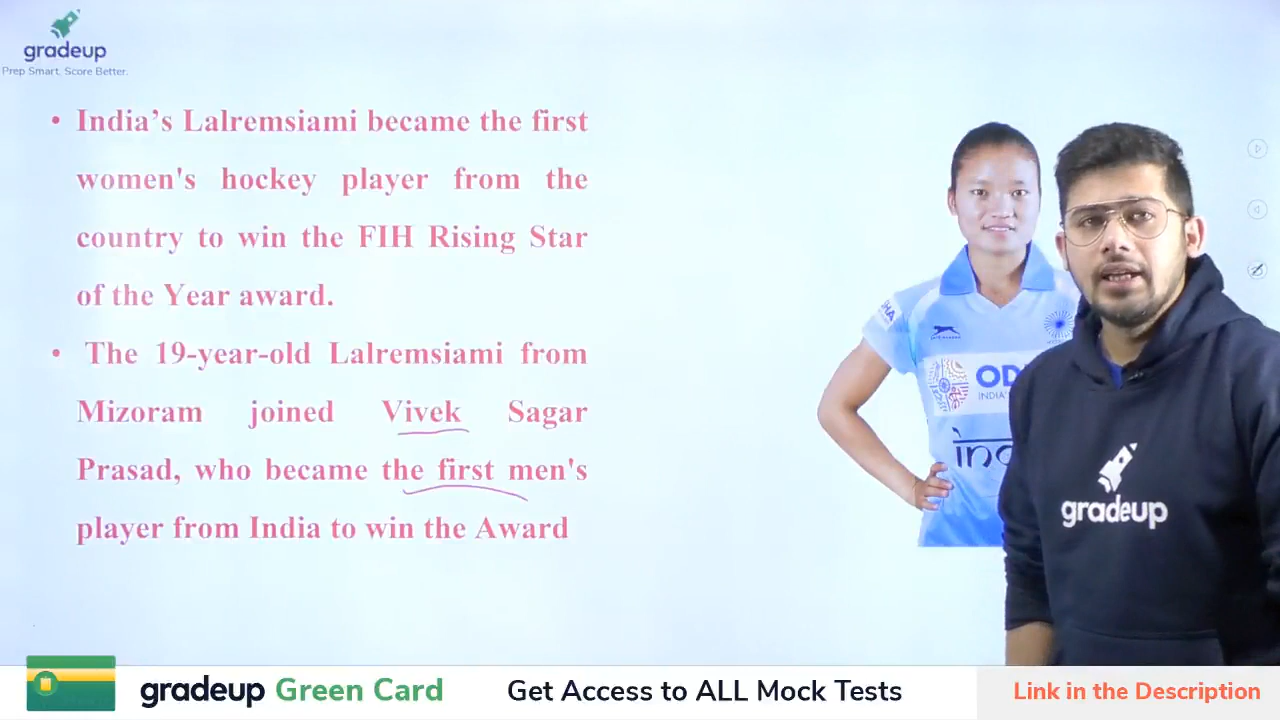 gradeup
Prep Smart, Score Better.
• India’s Lalremsiami became the first
women's hockey player from the
country to win the FIH Rising Star
of the Year award.
• The 19-year-old Lalremsiami from
Mizoram joined Vivek Sagar
Prasad, who became the first men's
player from India to win the Award
ODI
INDIA'
gradeup
gradeup Green Card
Get Access to ALL Mock Tests
Link in the Description